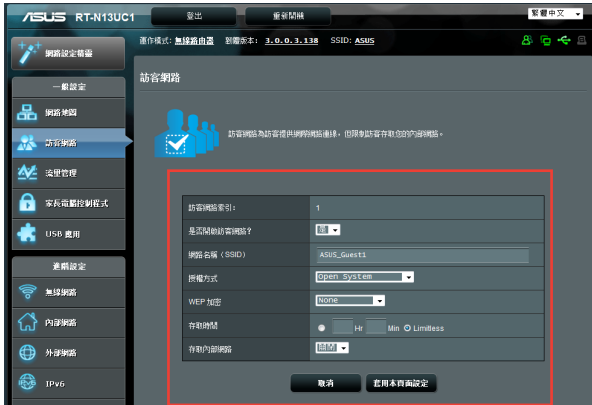 ASUS RT-N13UC1 登出 重新開機 繁體中文
運作模式: 無線路由器 韌體版本: 3.0.0.3.138 SSID: ASUS
網路設定精靈
一般設定
網路地圖
訪客網路
流量管理
家長電腦控制程式
USB 應用
進階設定
無線網路
內部網路
外部網路
IPv6
訪客網路
訪客網路為訪客提供網際網路連線，但限制訪客存取您的內部網路。
訪客網路索引: 1
是否開啟訪客網路?
網路名稱 (SSID) ASUS_Guest1
授權方式 Open System
WEP 加密 None
存取時間 Hr Min Limitless
存取內部網路 關閉
取消 套用本頁面設定